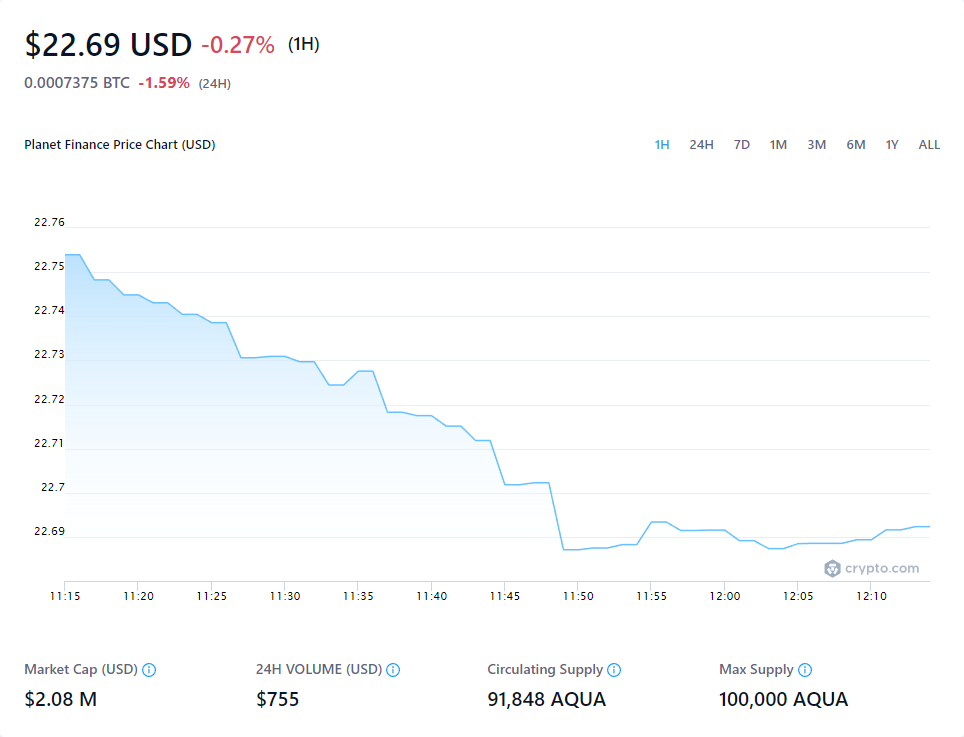 $22.69 USD -0.27% (1H)
0.0007375 BTC -1.59% (24H)
Planet Finance Price Chart (USD) 1H 24H 7D 1M 3M 6M 1Y ALL
22.76
22.75
22.74
22.73
22.72
22.71
22.7
22.69
crypto.com
11:15 11:20 11:25 11:30 11:35 11:40 11:45 11:50 11:55 12:00 12:05 12:10
Market Cap (USD) 24H VOLUME (USD) Circulating Supply Max Supply
$2.08 M $755 91,848 AQUA 100,000 AQUA